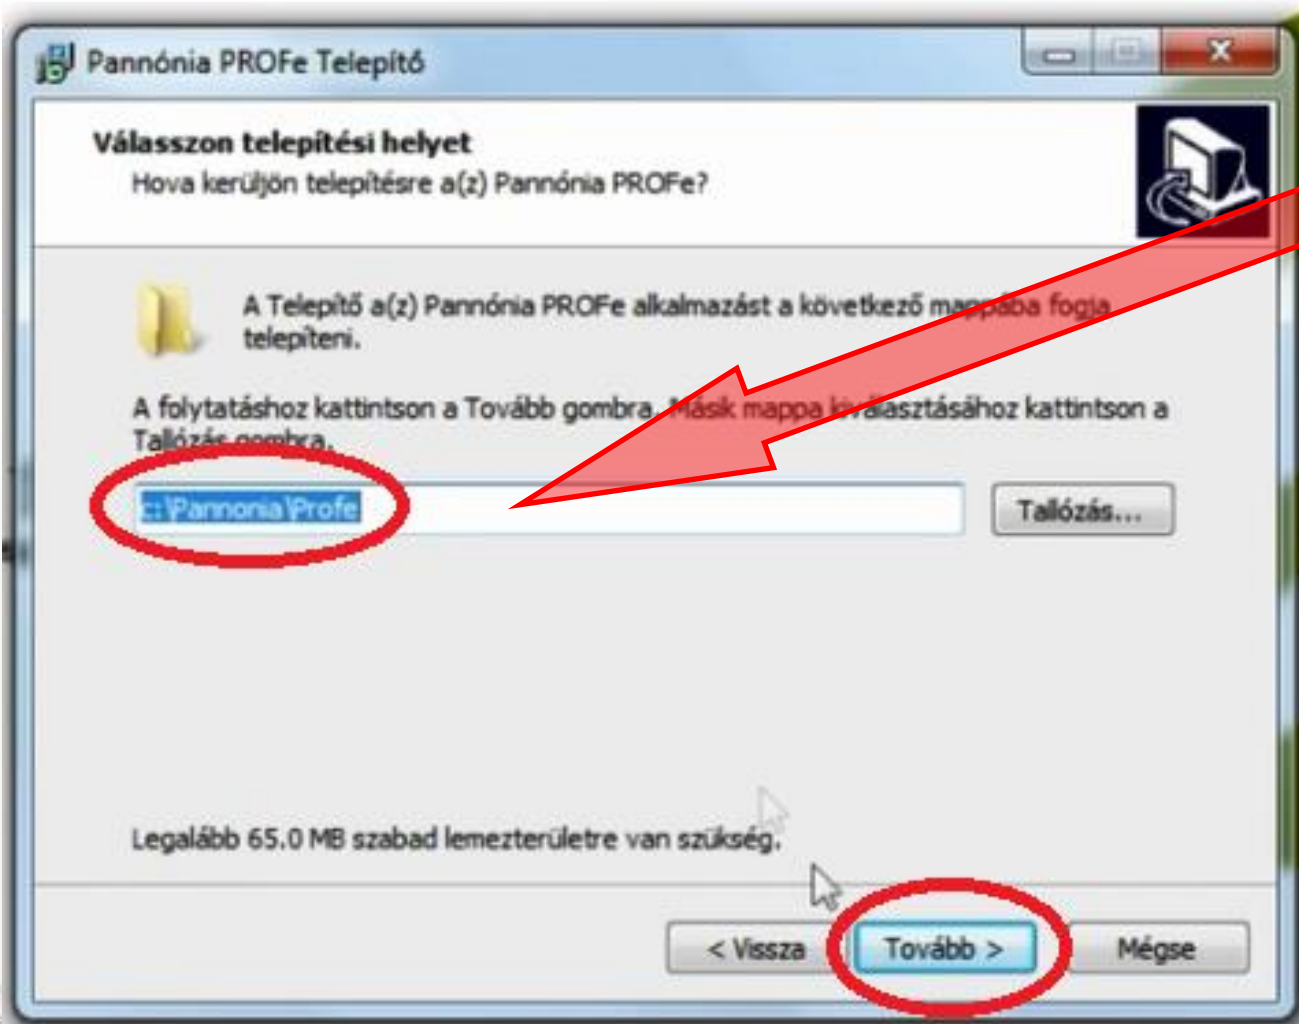 Pannónia PROFe Telepítő
Válasszon telepítési helyet
Hova kerüljön telepítésre a(z) Pannónia PROFe?
A Telepítő a(z) Pannónia PROFe alkalmazást a következő mappába fogja
telepíteni.
A folytatáshoz kattintson a Tovább gombra. Másik mappa kiválasztásához kattintson a
Tallózás gombra.
c:\Pannonia\Profe
Tallózás...
Legalább 65.0 MB szabad lemezterületre van szükség.
< Vissza
Tovább >
Mégse